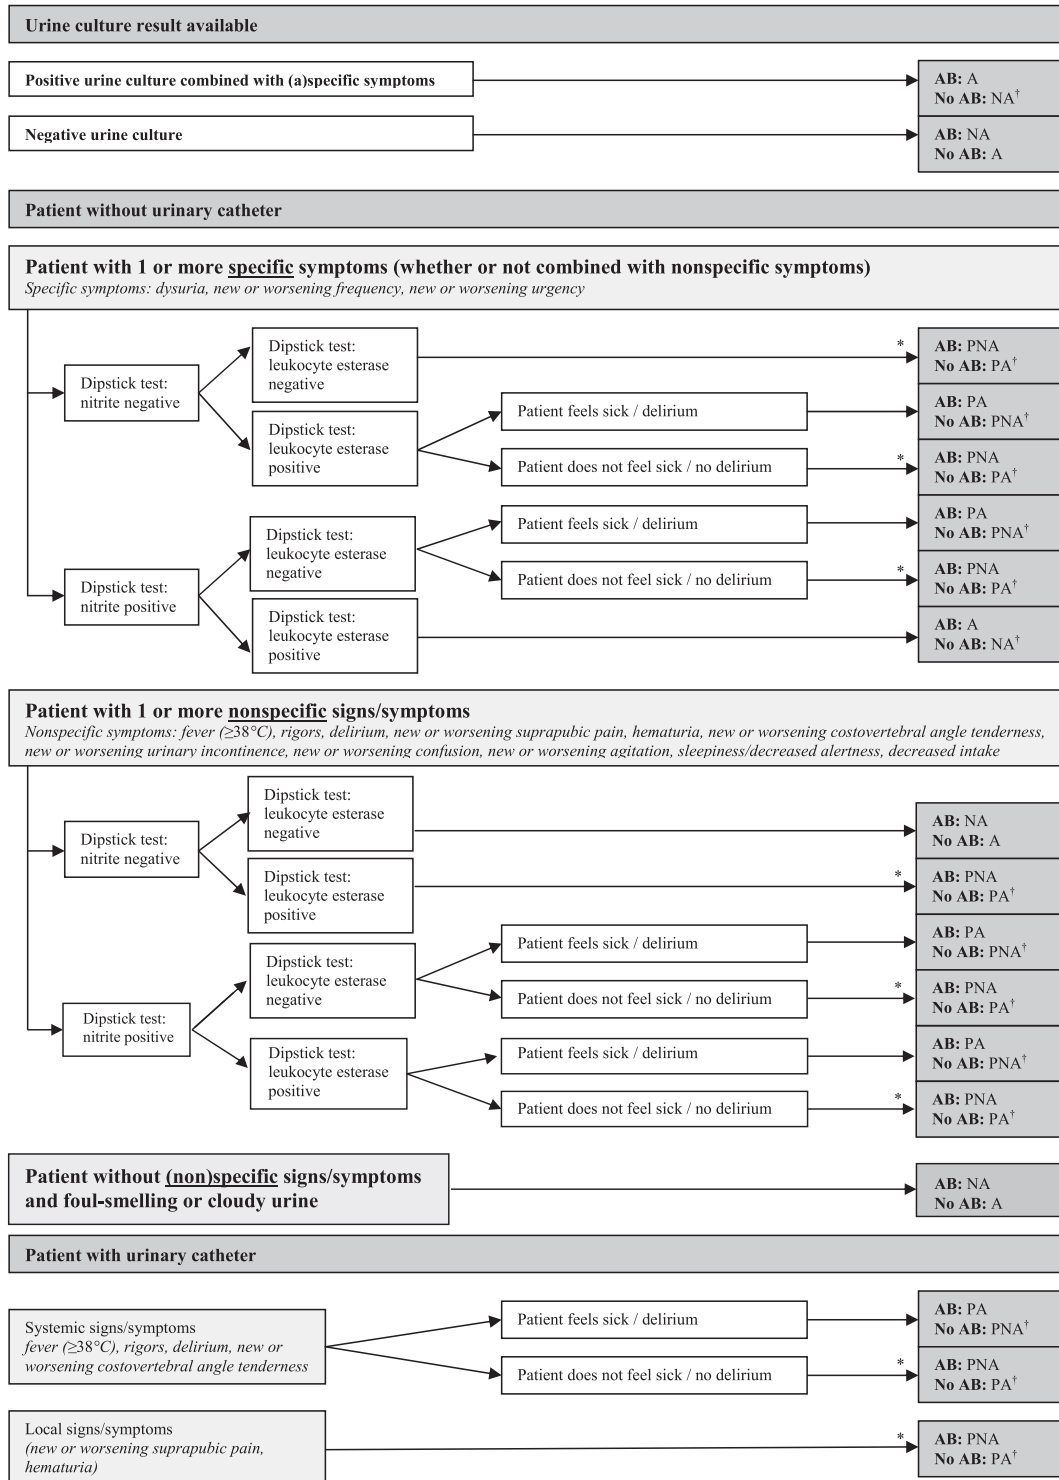 Urine culture result available
Positive urine culture combined with (a)specific symptoms
AB: A
No AB: NA†
Negative urine culture
AB: NA
No AB: A
Patient without urinary catheter
Patient with 1 or more specific symptoms (whether or not combined with nonspecific symptoms)
Specific symptoms: dysuria, new or worsening frequency, new or worsening urgency
Dipstick test:
nitrite negative
Dipstick test:
leukocyte esterase
negative
*
AB: PNA
No AB: PA†
Dipstick test:
leukocyte esterase
positive
Patient feels sick / delirium
AB: PA
No AB: PNA†
Patient does not feel sick / no delirium
*
AB: PNA
No AB: PA†
Dipstick test:
nitrite positive
Dipstick test:
leukocyte esterase
negative
Patient feels sick / delirium
AB: PA
No AB: PNA†
Patient does not feel sick / no delirium
*
AB: PNA
No AB: PA†
Dipstick test:
leukocyte esterase
positive
AB: A
No AB: NA†
Patient with 1 or more nonspecific signs/symptoms
Nonspecific symptoms: fever (≥38°C), rigors, delirium, new or worsening suprapubic pain, hematuria, new or worsening costovertebral angle tenderness,
new or worsening urinary incontinence, new or worsening confusion, new or worsening agitation, sleepiness/decreased alertness, decreased intake
Dipstick test:
nitrite negative
Dipstick test:
leukocyte esterase
negative
AB: NA
No AB: A
Dipstick test:
leukocyte esterase
positive
*
AB: PNA
No AB: PA†
Dipstick test:
nitrite positive
Dipstick test:
leukocyte esterase
negative
Patient feels sick / delirium
AB: PA
No AB: PNA†
Patient does not feel sick / no delirium
*
AB: PNA
No AB: PA†
Dipstick test:
leukocyte esterase
positive
Patient feels sick / delirium
AB: PA
No AB: PNA†
Patient does not feel sick / no delirium
*
AB: PNA
No AB: PA†
Patient without (non)specific signs/symptoms
and foul-smelling or cloudy urine
AB: NA
No AB: A
Patient with urinary catheter
Systemic signs/symptoms
fever (≥38°C), rigors, delirium, new or
worsening costovertebral angle tenderness
Patient feels sick / delirium
AB: PA
No AB: PNA†
Patient does not feel sick / no delirium
*
AB: PNA
No AB: PA†
Local signs/symptoms
(new or worsening suprapubic pain,
hematuria)
*
AB: PNA
No AB: PA†